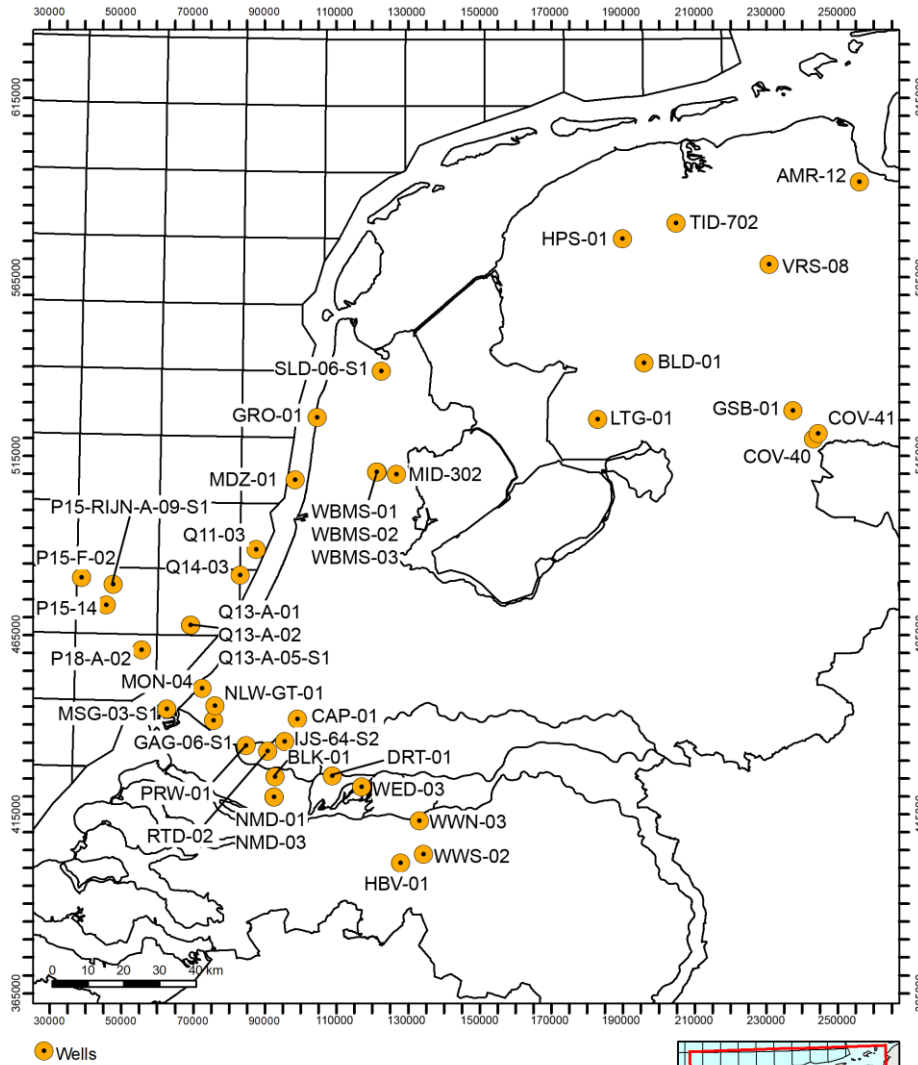 30000 50000 70000 90000 110000 130000 150000 170000 190000 210000 230000 250000
615000
AMR-12
TID-702
HPS-01
VRS-08
565000 565000
BLD-01
SLD-06-S1
GSB-01
COV-41
GRO-01
LTG-01
COV-40
515000 515000
MDZ-01
MID-302
P15-RIJN-A-09-S1
WBMS-01
WBMS-02
WBMS-03
Q11-03
P15-F-02
Q14-03
P15-14
Q13-A-01
Q13-A-02
Q13-A-05-S1
465000 465000
P18-A-02
MON-04
NLW-GT-01
MSG-03-S1
CAP-01
GAG-06-S1
IJS-64-S2
BLK-01
DRT-01
PRW-01
WED-03
NMD-01
NMD-03
415000 415000
RTD-02
WWN-03
WWS-02
HBV-01
0 10 20 40 km
365000 365000
30000 50000 70000 90000 110000 130000 150000 170000 190000 210000 230000 250000
Wells